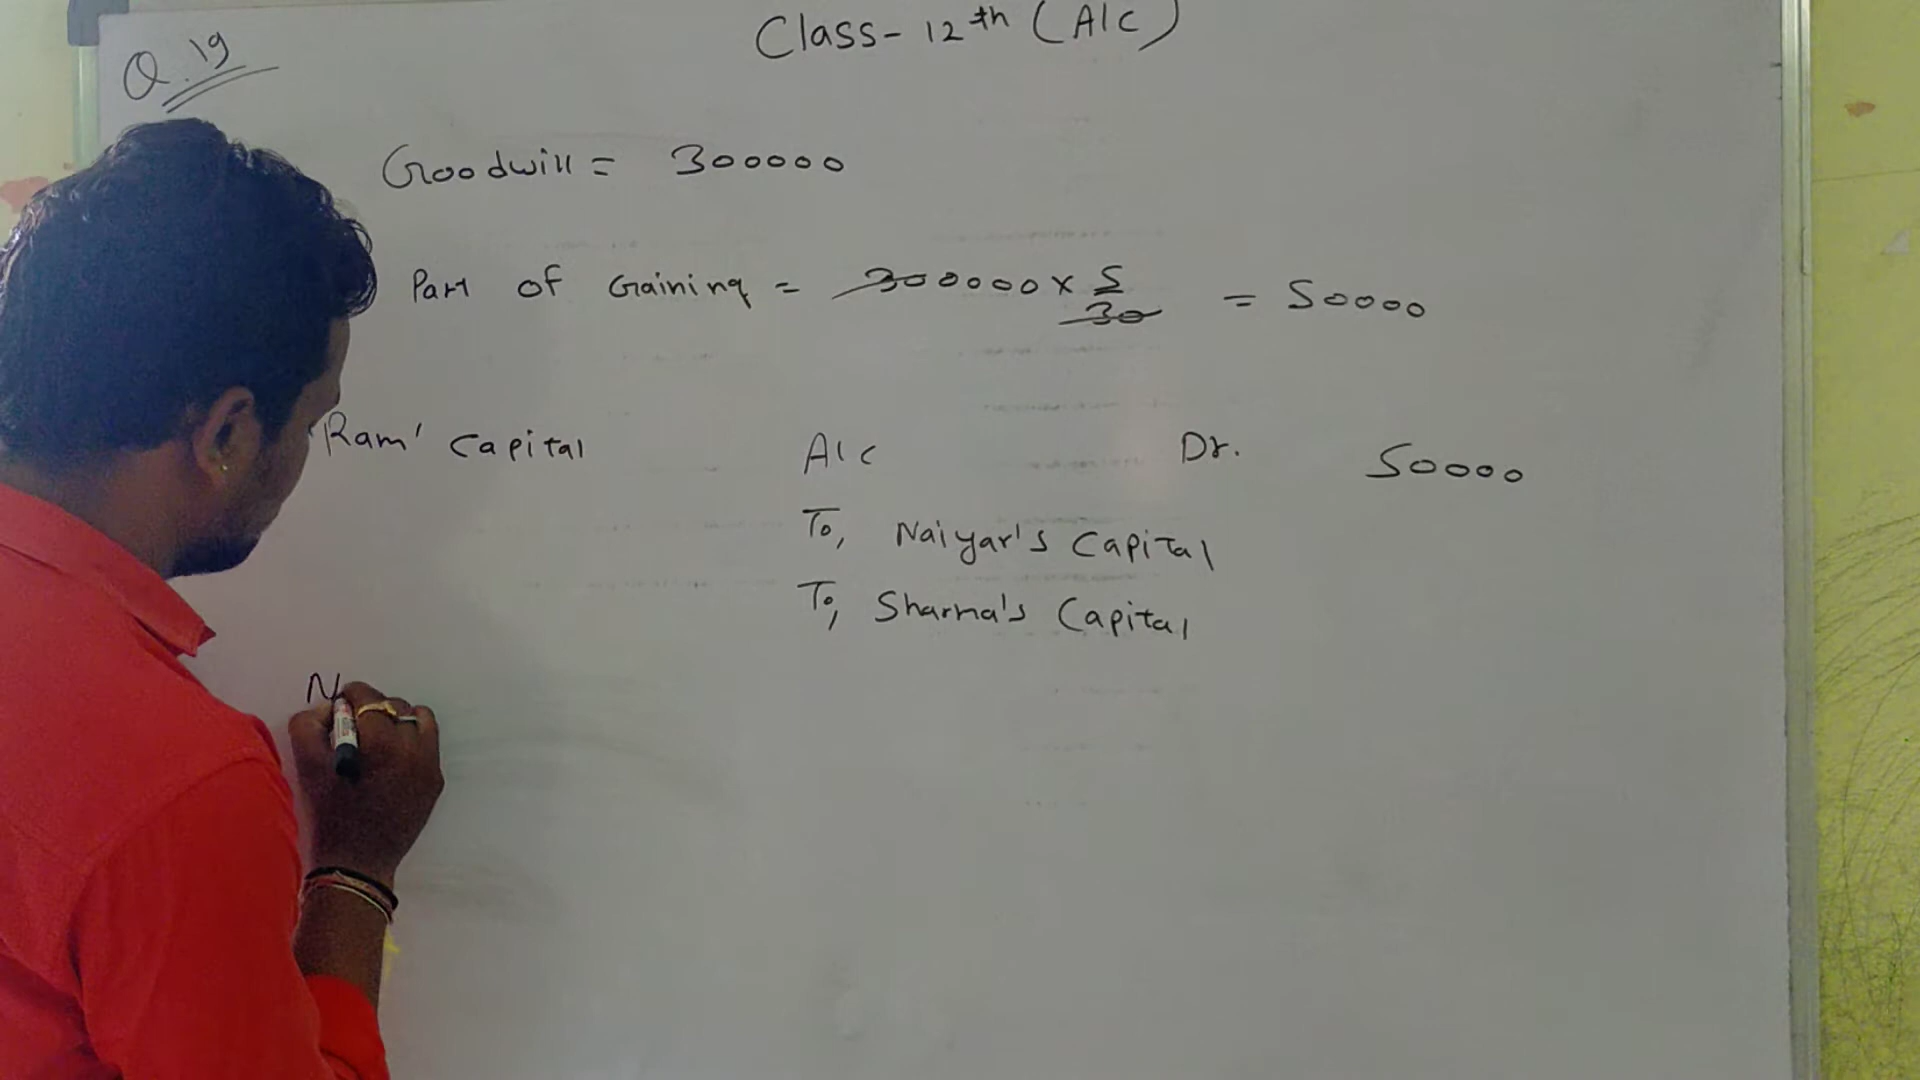 Q.19
Class-12th (A/C)
Goodwill = 300000
Part of Gaining = 300000 x 5/30 = 50000
Ram' Capital A/C Dr. 50000
To, Naiyar's Capital
To, Sharma's Capital
N